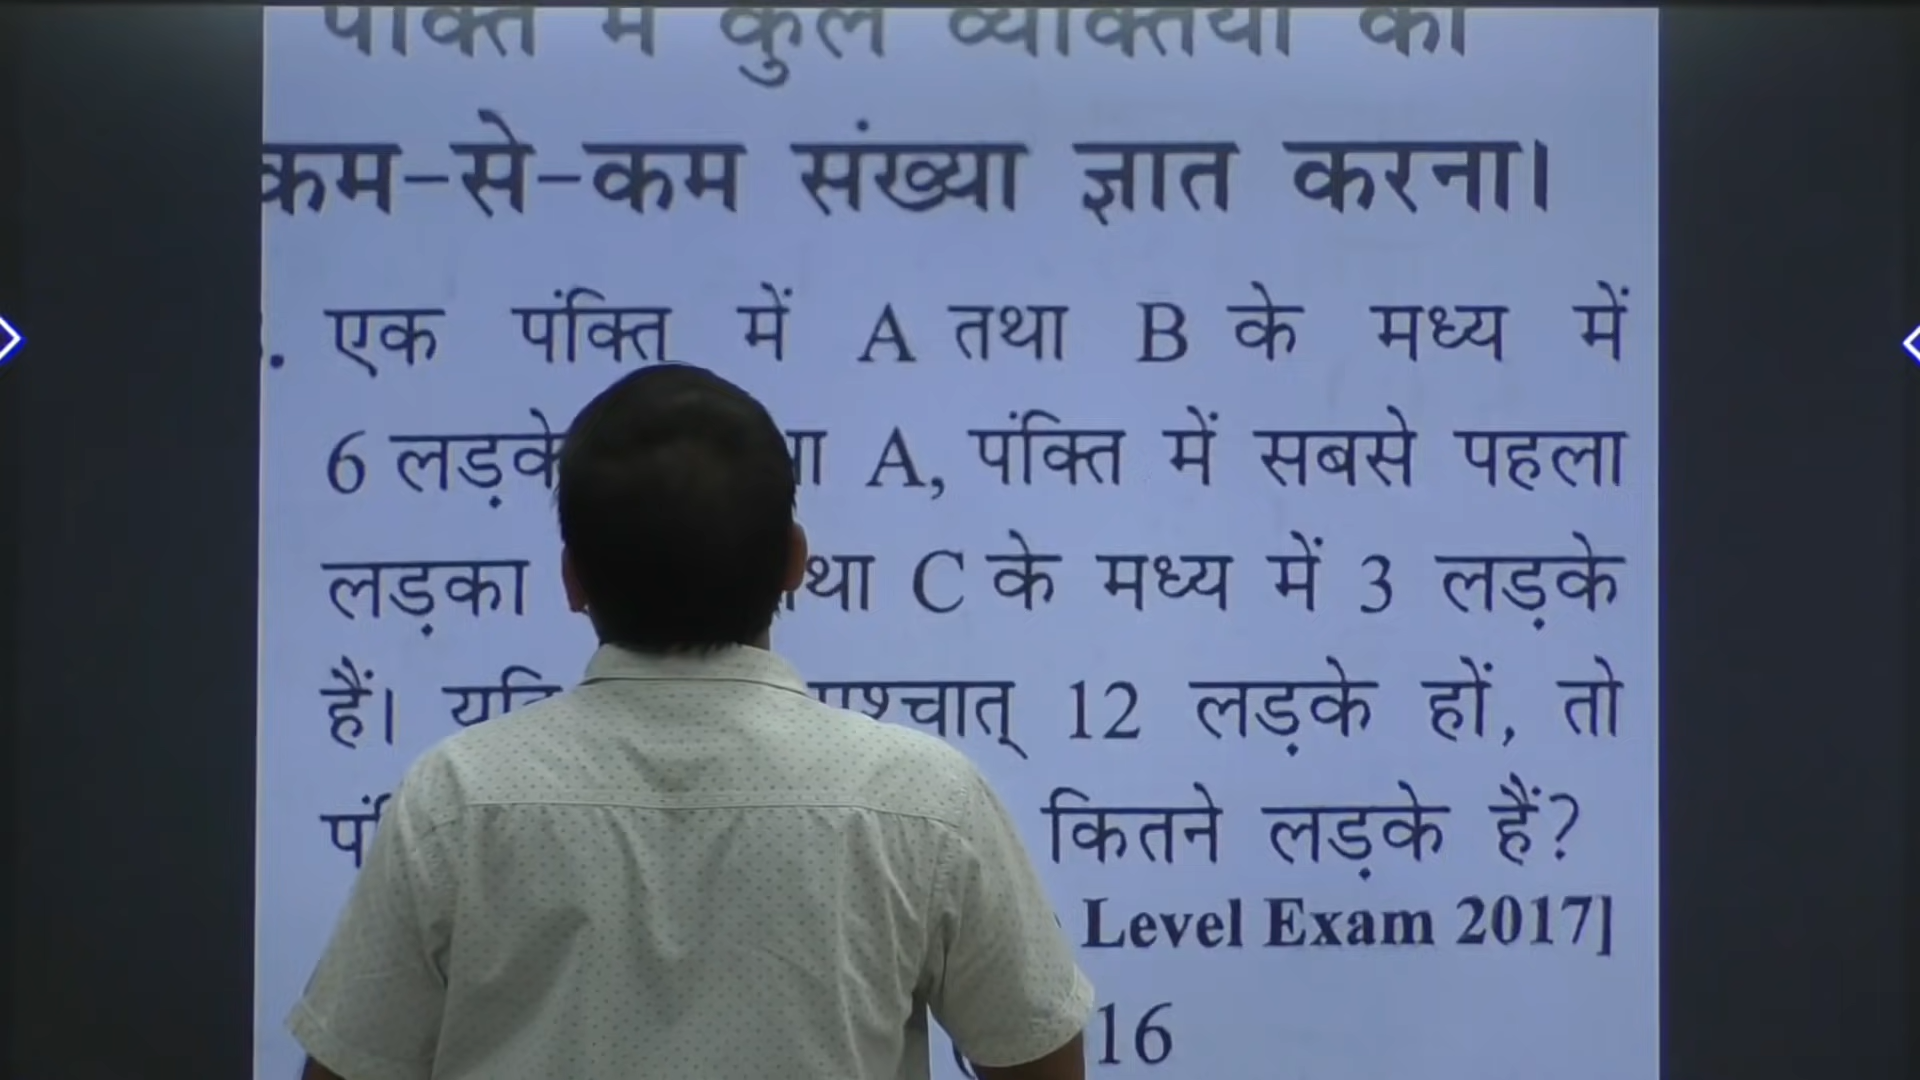 पंक्ति में कुल व्यक्तियों की
कम-से-कम संख्या ज्ञात करना।
. एक पंक्ति में A तथा B के मध्य में
6 लड़के A, पंक्ति में सबसे पहला
लड़का C के मध्य में 3 लड़के
हैं। 12 लड़के हों, तो
कितने लड़के हैं?
Level Exam 2017]
16